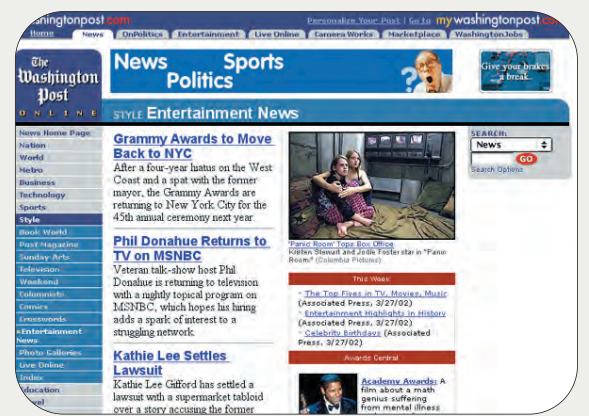 washingtonpost.com
Personalize Your Post | Go to mywashingtonpost.co
Home News OnPolitics Entertainment Live Online Camera Works Marketplace WashingtonJobs
The
Washington
Post
ONLINE
News Sports
Politics
?
Give your brakes
a break.
STYLE Entertainment News
News Home Page
Nation
World
Metro
Business
Technology
Sports
Style
Book World
Post Magazine
Sunday Arts
Television
Weekend
Columnists
Comics
Crosswords
Entertainment
News
Photo Galleries
Live Online
Index
Education
Travel
Grammy Awards to Move
Back to NYC
After a four-year hiatus on the West
Coast and a spat with the former
mayor, the Grammy Awards are
returning to New York City for the
45th annual ceremony next year.
Phil Donahue Returns to
TV on MSNBC
Veteran talk-show host Phil
Donahue is returning to television
with a nightly topical program on
MSNBC, which hopes his hiring
adds a spark of interest to a
struggling network.
Kathie Lee Settles
Lawsuit
Kathie Lee Gifford has settled a
lawsuit with a supermarket tabloid
over a story accusing the former
'Panic Room' Tops Box Office
Kristen Stewart and Jodie Foster star in "Panic
Room." (Columbia Pictures)
This Week
The Top Fives in TV, Movies, Music
(Associated Press, 3/27/02)
Entertainment Highlights in History
(Associated Press, 3/27/02)
Celebrity Birthdays (Associated
Press, 3/27/02)
Awards Central
Academy Awards: A
film about a math
genius suffering
from mental illness
SEARCH:
News
GO
Search Options